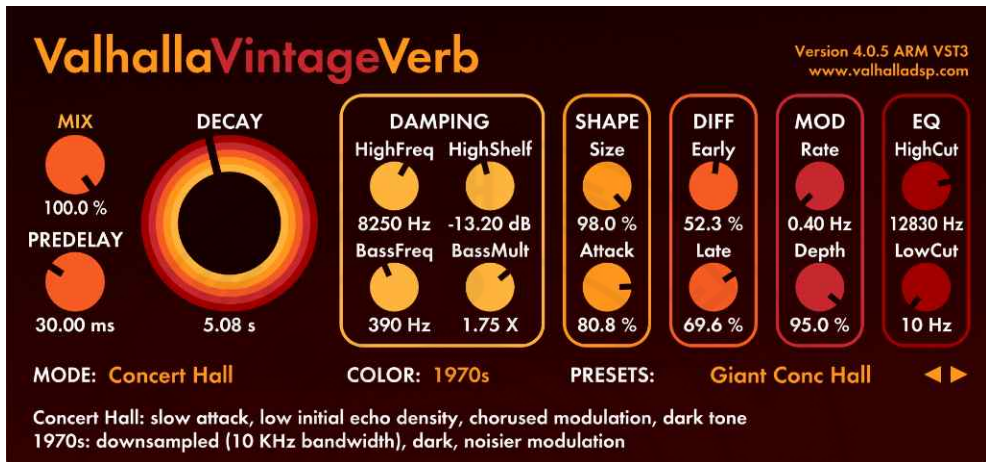 ValhallaVintageVerb
Version 4.0.5 ARM VST3
www.valhalladsp.com
MIX
100.0 %
PREDELAY
30.00 ms
DECAY
5.08 s
DAMPING
HighFreq HighShelf
8250 Hz -13.20 dB
BassFreq BassMult
390 Hz 1.75 X
SHAPE
Size
98.0 %
Attack
80.8 %
DIFF
Early
52.3 %
Late
69.6 %
MOD
Rate
0.40 Hz
Depth
95.0 %
EQ
HighCut
12830 Hz
LowCut
10 Hz
MODE: Concert Hall COLOR: 1970s PRESETS: Giant Conc Hall
Concert Hall: slow attack, low initial echo density, chorused modulation, dark tone
1970s: downsampled (10 KHz bandwidth), dark, noisier modulation